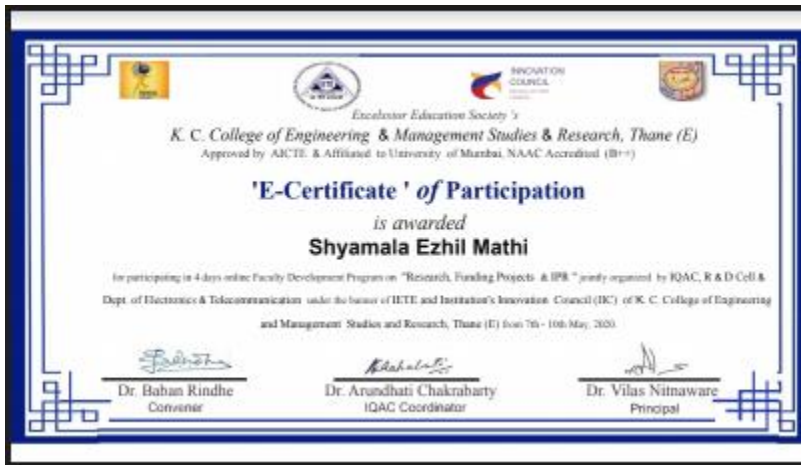 INNOVATION
COUNCIL
Excelssior Education Society 's
K. C. College of Engineering & Management Studies & Research, Thane (E)
Approved by AICTE & Affiliated to University of Mumbai, NAAC Accredited (B++)
'E-Certificate ' of Participation
is awarded
Shyamala Ezhil Mathi
for participating in 4 days online Faculty Development Program on "Research, Funding Projects & IPR" jointly organized by IQAC, R & D Cell &
Dept. of Electronics & Telecommunication under the banner of IETE and Institution's Innovation Council (IIC) of K. C. College of Engineering
and Management Studies and Research, Thane (E) from 7th - 10th May, 2020.
Dr. Baban Rindhe Dr. Arundhati Chakrabarty Dr. Vilas Nitnaware
Convener IQAC Coordinator Principal